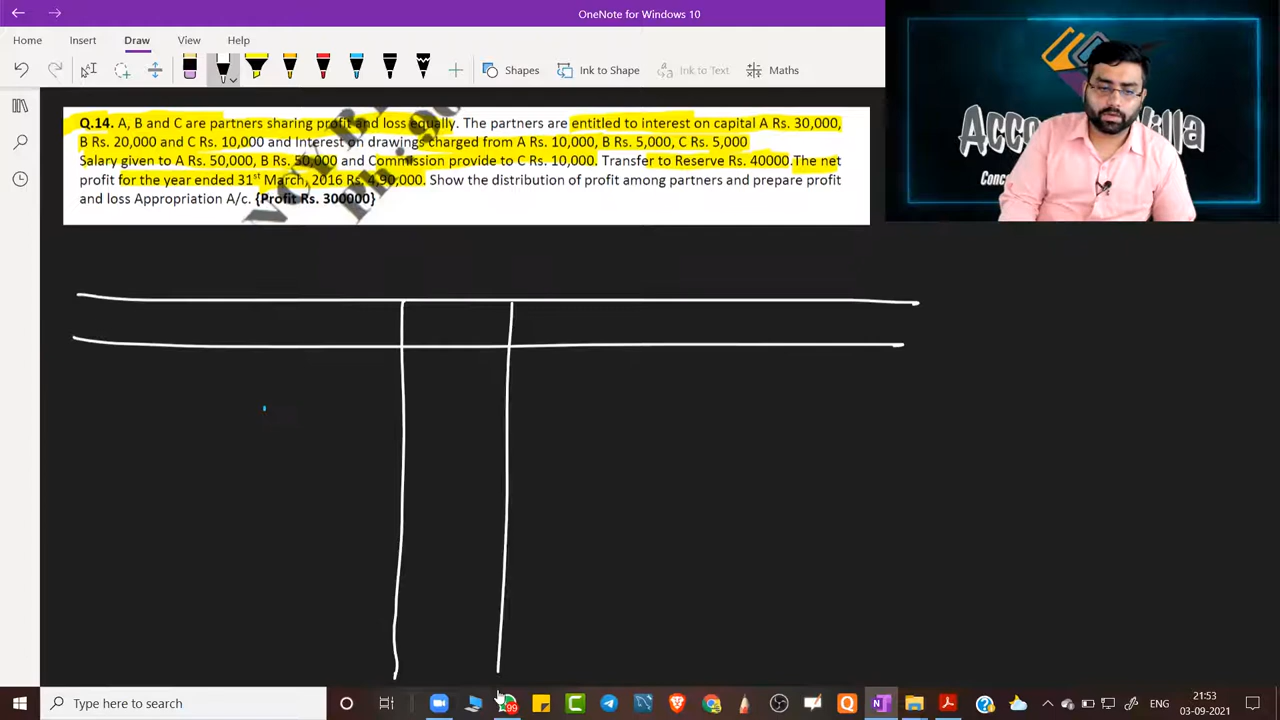 OneNote for Windows 10
Home Insert Draw View Help
Shapes Ink to Shape Ink to Text Maths
Q.14. A, B and C are partners sharing profit and loss equally. The partners are entitled to interest on capital A Rs. 30,000,
B Rs. 20,000 and C Rs. 10,000 and Interest on drawings charged from A Rs. 10,000, B Rs. 5,000, C Rs. 5,000
Salary given to A Rs. 50,000, B Rs. 50,000 and Commission provide to C Rs. 10,000. Transfer to Reserve Rs. 40000.The net
profit for the year ended 31st March, 2016 Rs. 4,90,000. Show the distribution of profit among partners and prepare profit
and loss Appropriation A/c. {Profit Rs. 300000}
Type here to search
99
ENG
21:53
03-09-2021